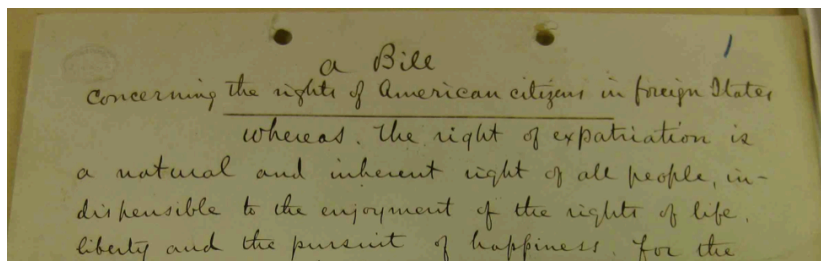 1
a Bill
concerning the rights of American citizens in foreign States
whereas, the right of expatriation is
a natural and inherent right of all people, in-
dispensible to the enjoyment of the rights of life,
liberty and the pursuit of happiness. for the